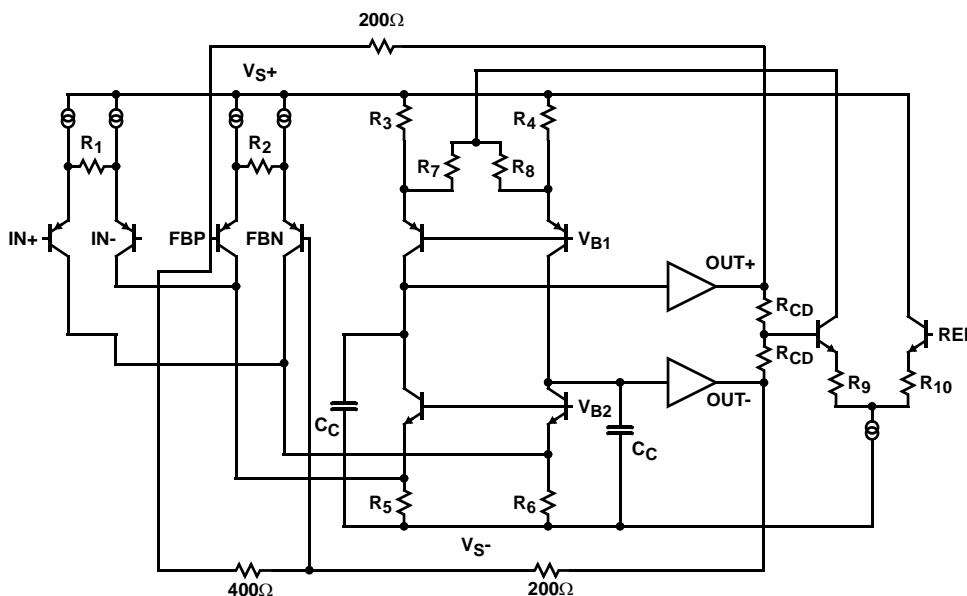 200Ω
VS+
R3
R4
R1
R2
R7
R8
IN+
IN-
FBP
FBN
VB1
OUT+
RCD
REF
RCD
R9
R10
VB2
OUT-
CC
CC
R5
R6
VS-
400Ω
200Ω